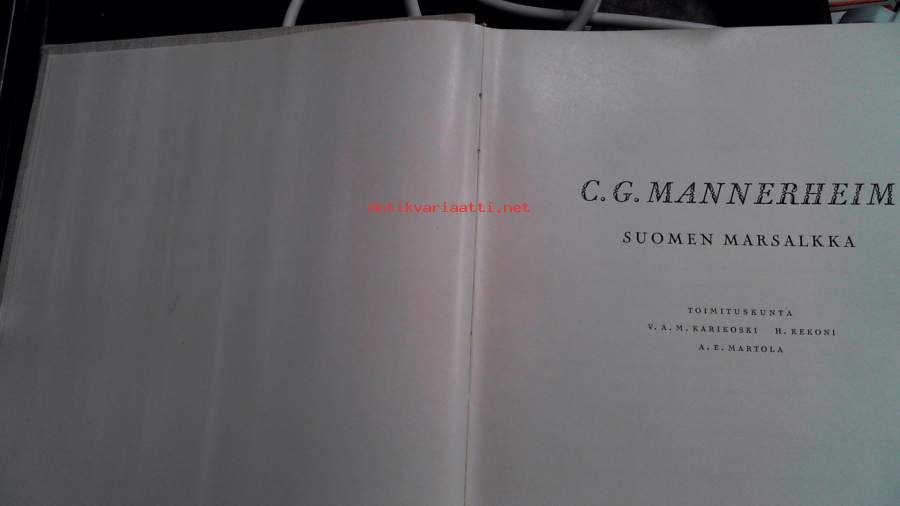 antikvariaatti.net
C. G. MANNERHEIM
SUOMEN MARSALKKA
TOIMITUSKUNTA
V. A. M. KARIKOSKI H. KEKONI
A. E. MARTOLA